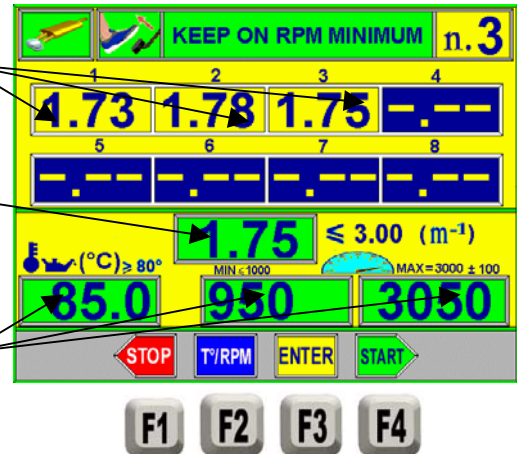 KEEP ON RPM MINIMUM n.3
1 2 3 4
1.73 1.78 1.75 -.--
5 6 7 8
-.-- -.-- -.-- -.--
1.75 ≤ 3.00 (m⁻¹)
(°C)≥ 80° MIN ≤ 1000 MAX=3000 ± 100
85.0 950 3050
STOP T°/RPM ENTER START
F1 F2 F3 F4